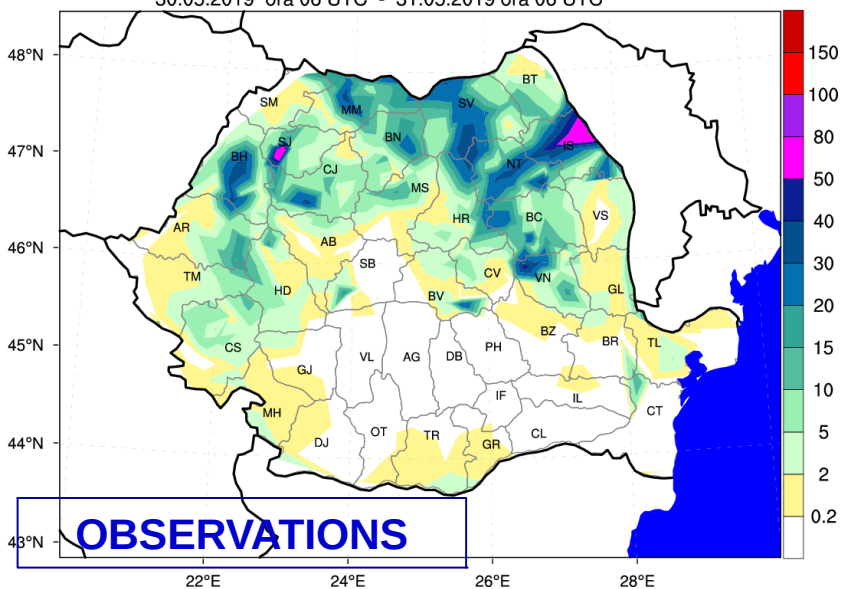 30.05.2019 ora 06 UTC - 31.05.2019 ora 06 UTC
48°N
47°N
46°N
45°N
44°N
43°N
BT
SM
MM
SV
SJ
BN
IS
BH
CJ
NT
MS
HR
BC
VS
AR
AB
SB
TM
HD
BV
CV
VN
GL
CS
VL
AG
DB
PH
BZ
BR
TL
GJ
IF
IL
CT
MH
DJ
OT
TR
GR
CL
OBSERVATIONS
22°E
24°E
26°E
28°E
150
100
80
50
40
30
20
15
10
5
2
0.2